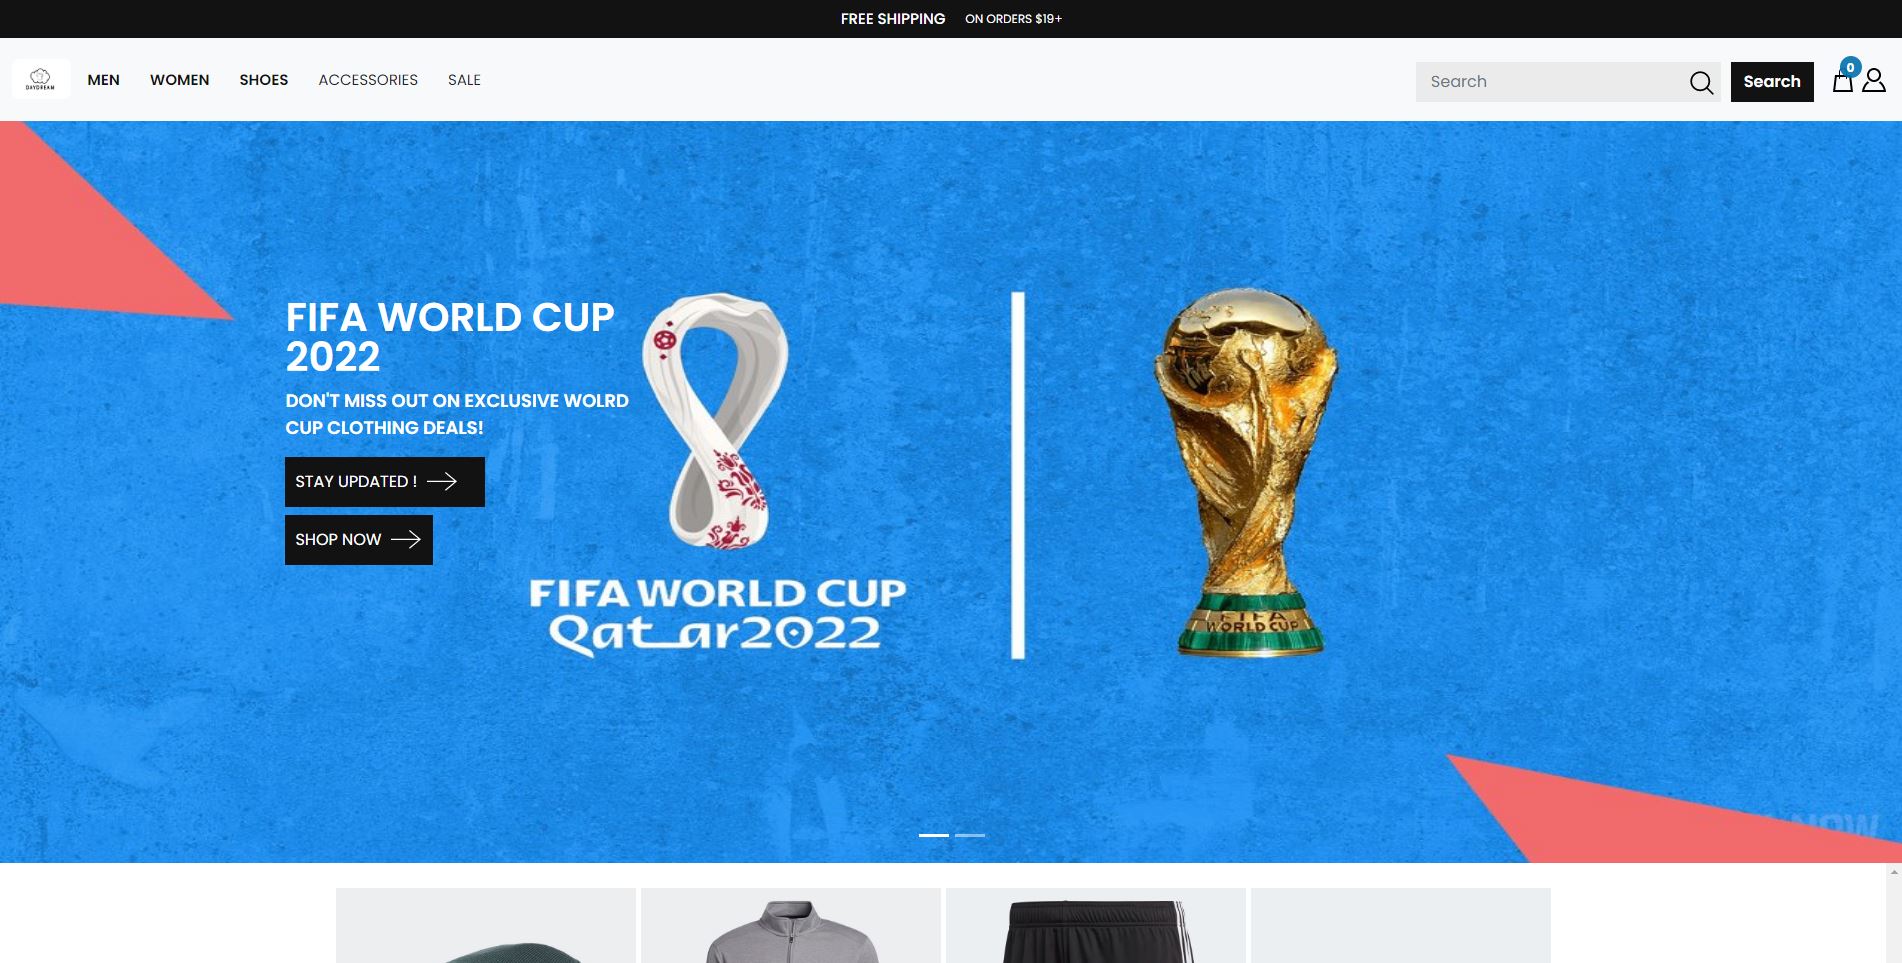 FREE SHIPPING ON ORDERS $19+
DAYDREAM
MEN WOMEN SHOES ACCESSORIES SALE
Search
Search
0
FIFA WORLD CUP
2022
DON'T MISS OUT ON EXCLUSIVE WOLRD
CUP CLOTHING DEALS!
STAY UPDATED !
SHOP NOW
FIFA WORLD CUP
Qatar2022
FIFA
WORLD CUP
NOW